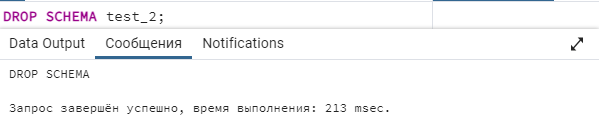 DROP SCHEMA test_2;
Data Output Сообщения Notifications
DROP SCHEMA
Запрос завершён успешно, время выполнения: 213 msec.